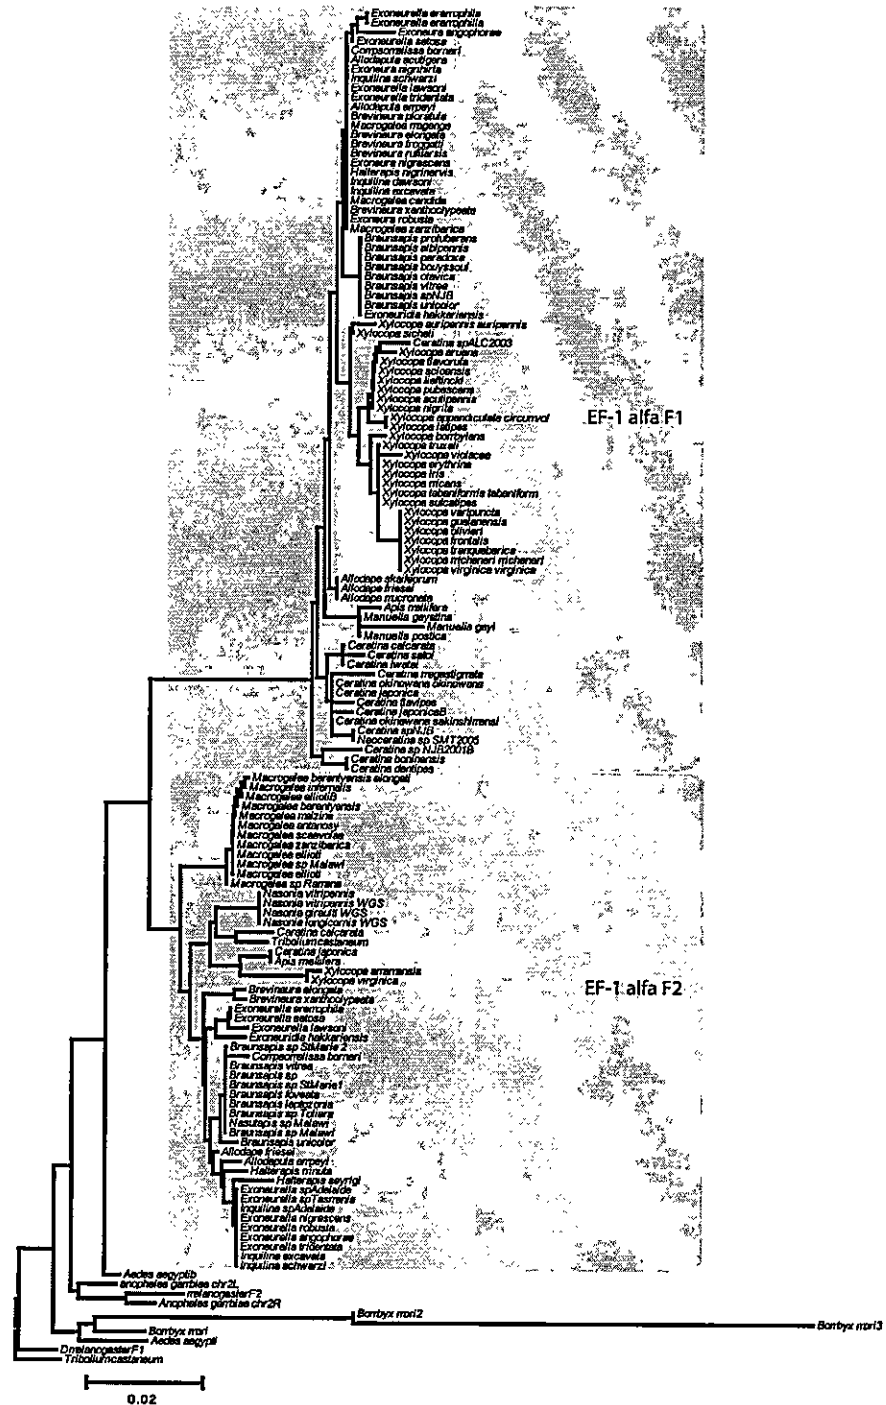 Exoneurella eremophila
Exoneurella eremophila
Exoneura angophorae
Exoneurella setosa
Compsomelissa borneri
Allodapula acutigera
Exoneura nigrihirta
Inquilina schwarzi
Exoneurella lawsoni
Exoneurella tridentata
Allodapula empeyi
Brevineura ploratula
Macrogalea magenge
Brevineura elongata
Brevineura froggatti
Brevineura rufitarsis
Exoneura nigrescens
Halterapis nigrinervis
Inquilina dawsoni
Inquilina excavata
Macrogalea candida
Brevineura xanthoclypeata
Exoneura robusta
Macrogalea zanzibarica
Braunsapis protuberans
Braunsapis albipennis
Braunsapis paradoxa
Braunsapis bouyssoui
Braunsapis otavica
Braunsapis vitrea
Braunsapis spNJB
Braunsapis unicolor
Exoneuridia hakkariensis
Xylocopa auripennis auripennis
Xylocopa sicheli
Ceratina spALC2003
Xylocopa aruana
Xylocopa flavorufa
Xylocopa scioensis
Xylocopa lieftincki
Xylocopa pubescens
Xylocopa acutipennis
Xylocopa nigrita
Xylocopa appendiculata circumvol
Xylocopa latipes
Xylocopa bombylans
Xylocopa truxali
Xylocopa violacea
Xylocopa erythrina
Xylocopa iris
Xylocopa micans
Xylocopa tabaniformis tabaniform
Xylocopa sulcatipes
Xylocopa varipuncta
Xylocopa gualanensis
Xylocopa olivieri
Xylocopa frontalis
Xylocopa tranquebarica
Xylocopa mcheneri mcheneri
Xylocopa virginica virginica
Allodape skaifeorum
Allodape friesei
Allodape mucronata
Apis mellifera
Manuelia gayatina
Manuelia gayi
Manuelia postica
Ceratina calcarata
Ceratina satoi
Ceratina iwatai
Ceratina megastigmata
Ceratina okinawana okinawana
Ceratina japonica
Ceratina flavipes
Ceratina japonicaB
Ceratina okinawana sakishimensi
Ceratina spNJB
Neoceratina sp SMT2005
Ceratina sp NJB2001B
Ceratina boninensis
Ceratina dentipes
EF-1 alfa F1
Macrogalea berentyensis elongati
Macrogalea infernalis
Macrogalea elliotiB
Macrogalea berentyensis
Macrogalea maizina
Macrogalea antanosy
Macrogalea scaevolae
Macrogalea zanzibarica
Macrogalea ellioti
Macrogalea sp Malawi
Macrogalea ellioti
Macrogalea sp Ramena
Nasonia vitripennis
Nasonia vitripennis WGS
Nasonia giraulti WGS
Nasonia longicornis WGS
Ceratina calcarata
Triboliumcastaneum
Ceratina japonica
Apis mellifera
Xylocopa amamensis
Xylocopa virginica
Brevineura elongata
Brevineura xanthoclypeata
Exoneurella eremophila
Exoneurella setosa
Exoneurella lawsoni
Exoneuridia hakkariensis
Braunsapis sp StMarie 2
Compsomelissa borneri
Braunsapis vitrea
Braunsapis sp
Braunsapis sp StMarie1
Braunsapis foveata
Braunsapis leptozonia
Braunsapis sp Toliara
Nasutapis sp Malawi
Braunsapis sp Malawi
Braunsapis unicolor
Allodape friesei
Allodapula empeyi
Halterapis minuta
Halterapis seyrigi
Exoneurella spAdelaide
Exoneurella spTasmania
Inquilina spAdelaide
Exoneurella nigrescens
Exoneurella robusta
Exoneurella angophorae
Exoneurella tridentata
Inquilina excavata
Inquilina schwarzi
EF-1 alfa F2
Aedes aegyptib
anopheles gambiae chr2L
melanogasterF2
Anopheles gambiae chr2R
Bombyx mori2
Bombyx mori3
Bombyx mori
Aedes aegypti
DmelanogasterF1
Triboliumcastaneum
0.02